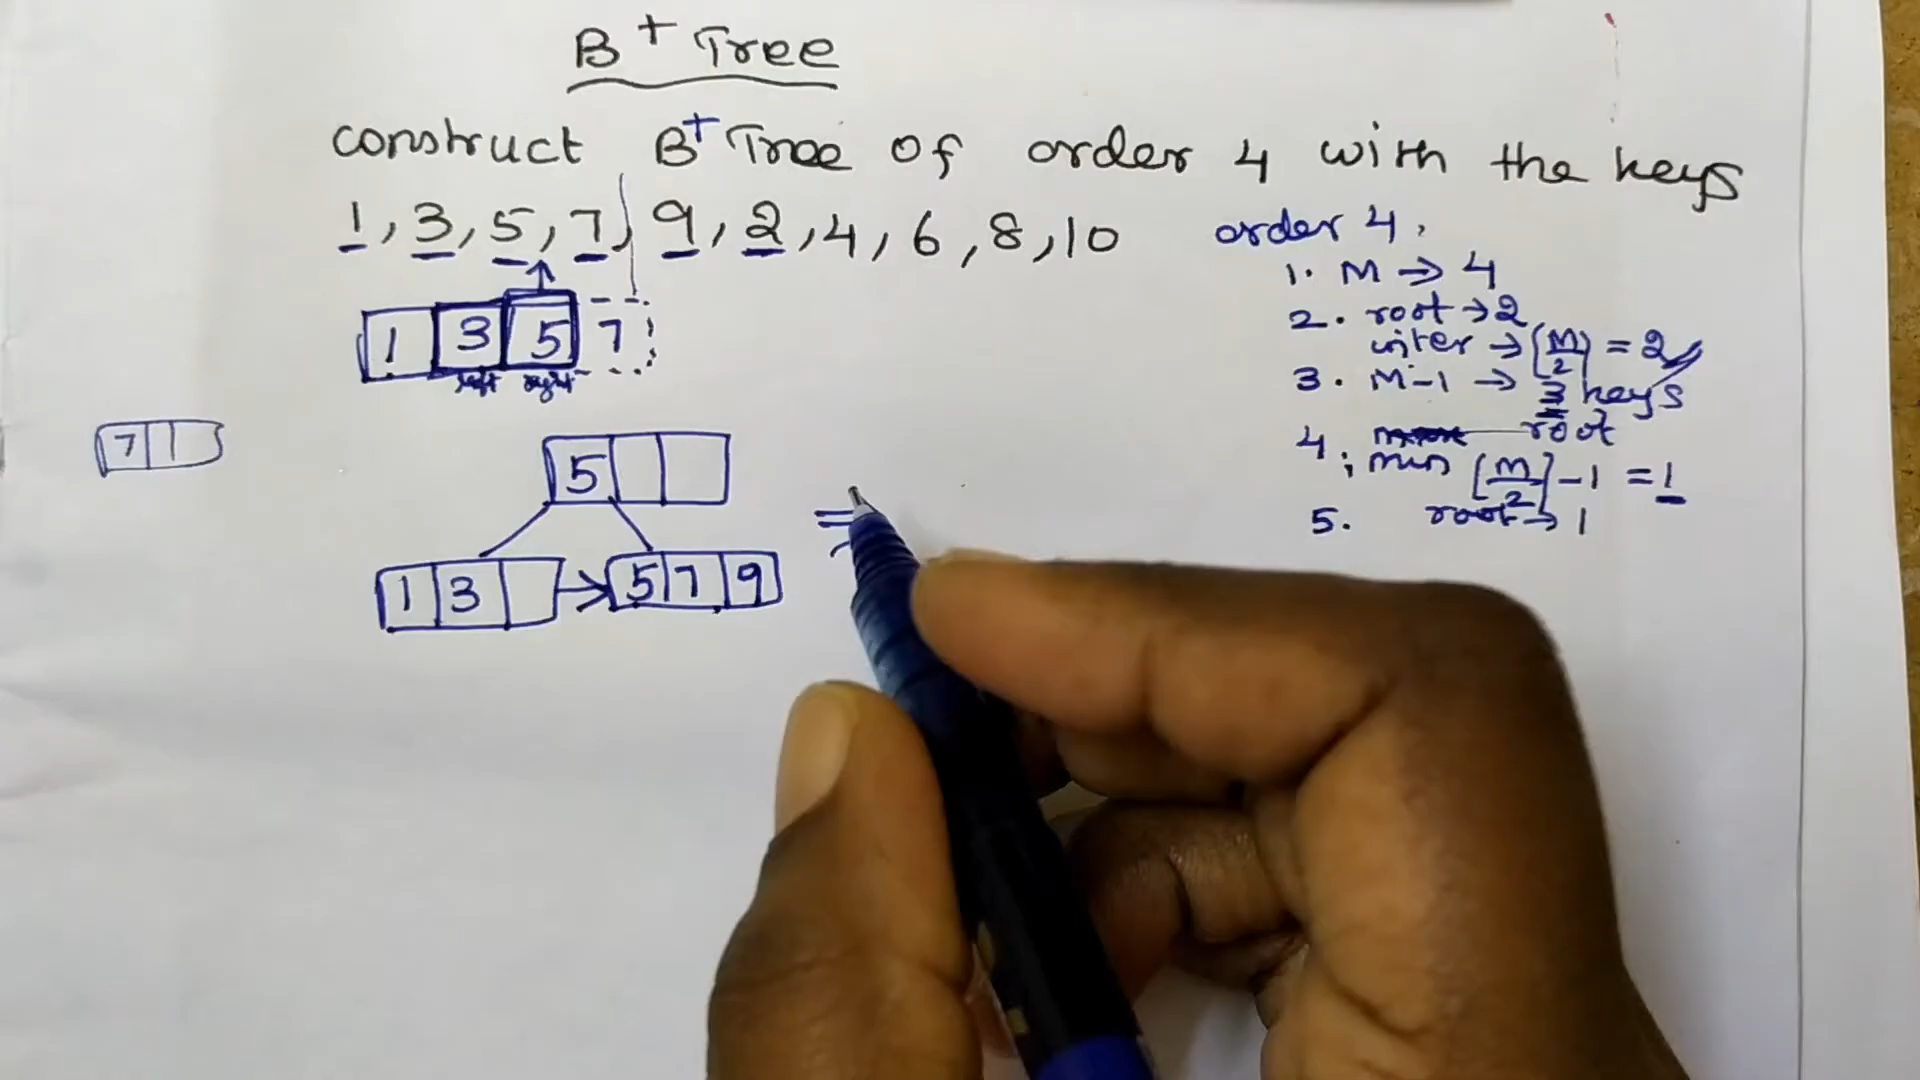 B+ Tree
construct B+ Tree of order 4 with the keys
1, 3, 5, 7, 9, 2, 4, 6, 8, 10
order 4,
1. M → 4
2. root → 2
inter → [M/2] = 2
3. M-1 → 3 keys
root
4. min [M/2] -1 = 1
5. root → 1
1 3 5 7
left right
7 1
5
1 3 → 5 7 9